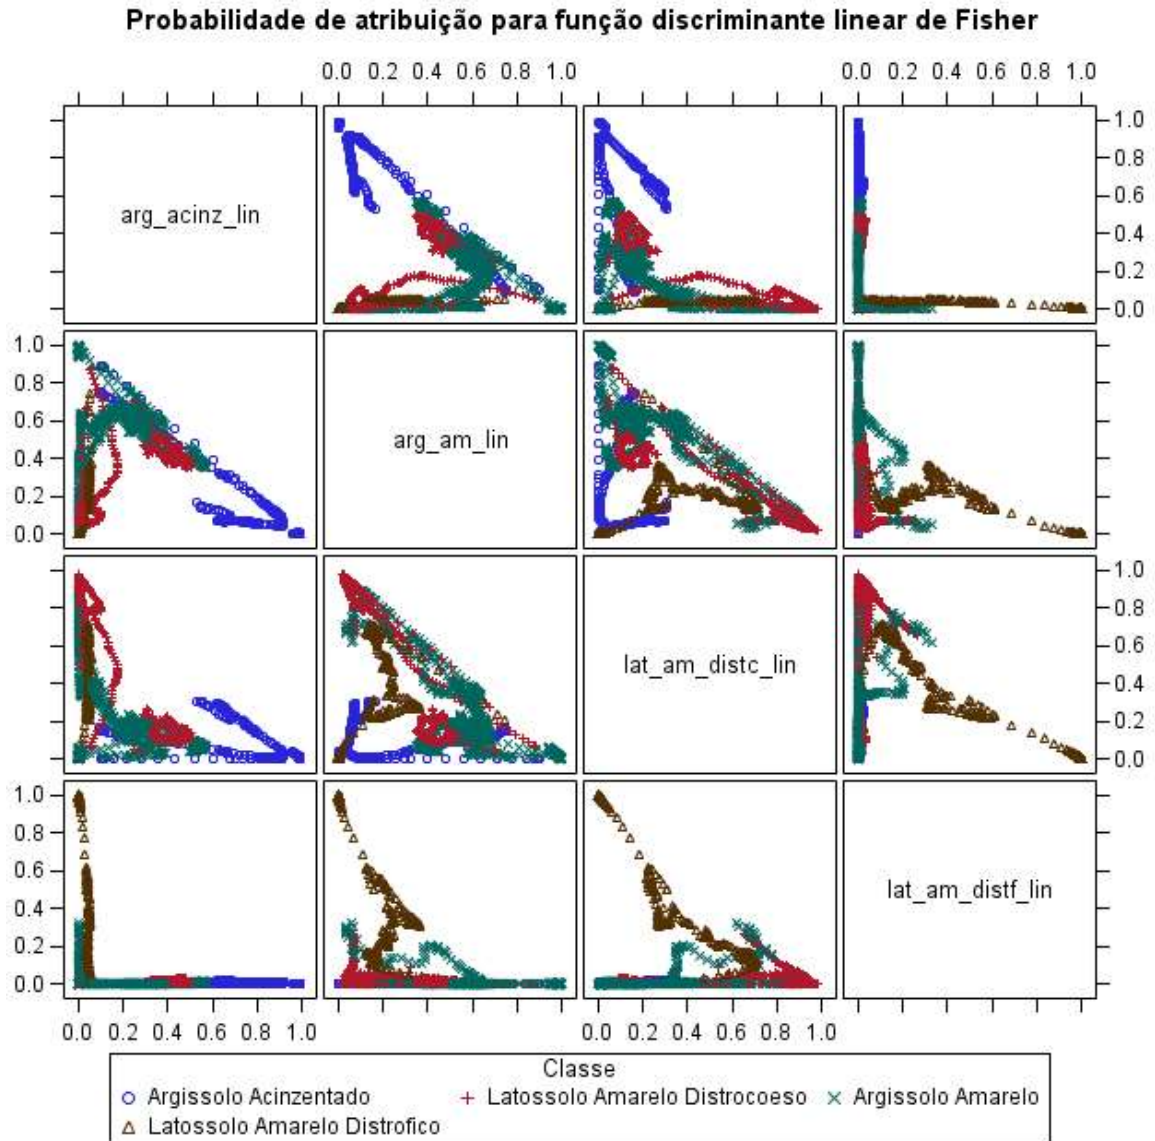 Probabilidade de atribuição para função discriminante linear de Fisher
0.0 0.2 0.4 0.6 0.8 1.0 0.0 0.2 0.4 0.6 0.8 1.0
arg_acinz_lin
1.0
0.8
0.6
0.4
0.2
0.0
1.0
0.8
0.6
0.4
0.2
0.0
arg_am_lin
lat_am_distc_lin
1.0
0.8
0.6
0.4
0.2
0.0
1.0
0.8
0.6
0.4
0.2
0.0
lat_am_distf_lin
0.0 0.2 0.4 0.6 0.8 1.0 0.0 0.2 0.4 0.6 0.8 1.0
Classe
Argissolo Acinzentado Latossolo Amarelo Distrocoeso Argissolo Amarelo
Latossolo Amarelo Distrofico